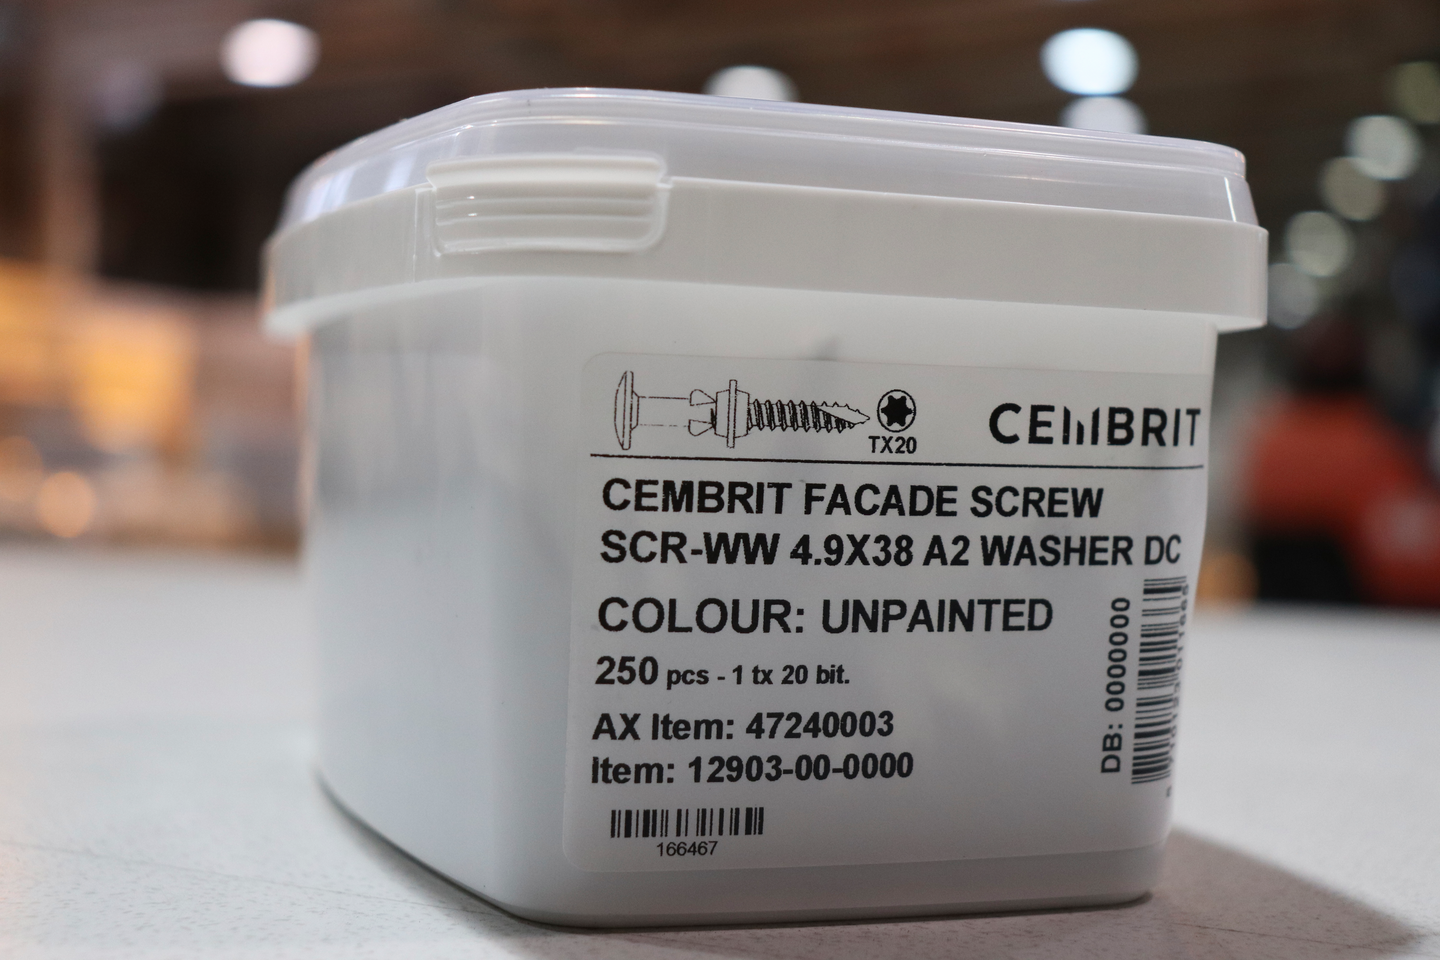 TX20
CEMBRIT
CEMBRIT FACADE SCREW
SCR-WW 4.9X38 A2 WASHER DC
COLOUR: UNPAINTED
250 pcs - 1 tx 20 bit.
AX Item: 47240003
Item: 12903-00-0000
166467
DB: 0000000